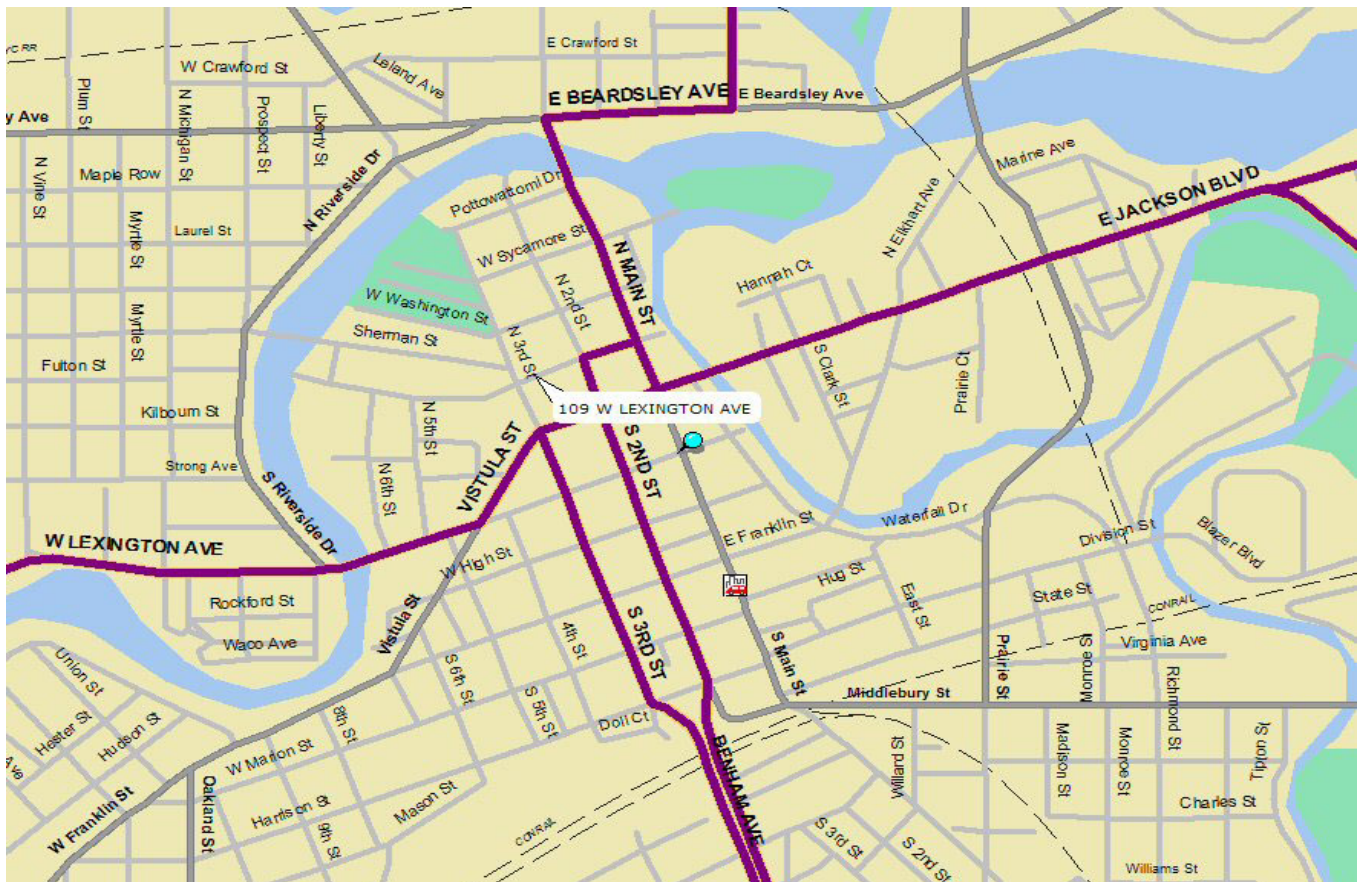 E Crawford St
YC RR
W Crawford St
Leland Ave
Plum St
N Michigan St
Prospect St
Liberty St
E BEARDSLEY AVE
E Beardsley Ave
y Ave
N Vine St
Maple Row
N Riverside Dr
Pottowattomi Dr
Marine Ave
E JACKSON BLVD
N Elkhart Ave
Myrtle St
Laurel St
W Sycamore St
N MAIN ST
Hannah Ct
W Washington St
N 2nd St
Sherman St
Myrtle St
N 3rd St
Fulton St
S Clark St
Prairie Ct
109 W LEXINGTON AVE
Kilbourn St
N 5th St
Strong Ave
N 6th St
VISTULA ST
S 2ND ST
S Riverside Dr
W LEXINGTON AVE
W High St
E Franklin St
Waterfall Dr
Division St
Blazer Blvd
Hug St
East St
State St
CONRAIL
Rockford St
Waco Ave
Vistula St
4th St
S 3RD ST
S Main St
Virginia Ave
Union St
S 6th St
S 5th St
Prairie St
Monroe St
Richmond St
Middlebury St
Hester St
Hudson St
8th St
Doll Ct
W Marion St
BENHAM AVE
Willard St
Madison St
Monroe St
Tipton St
Ave
Oakland St
Harrison St
Mason St
Charles St
W Franklin St
9th St
CONRAIL
S 3rd St
S 2nd St
Williams St